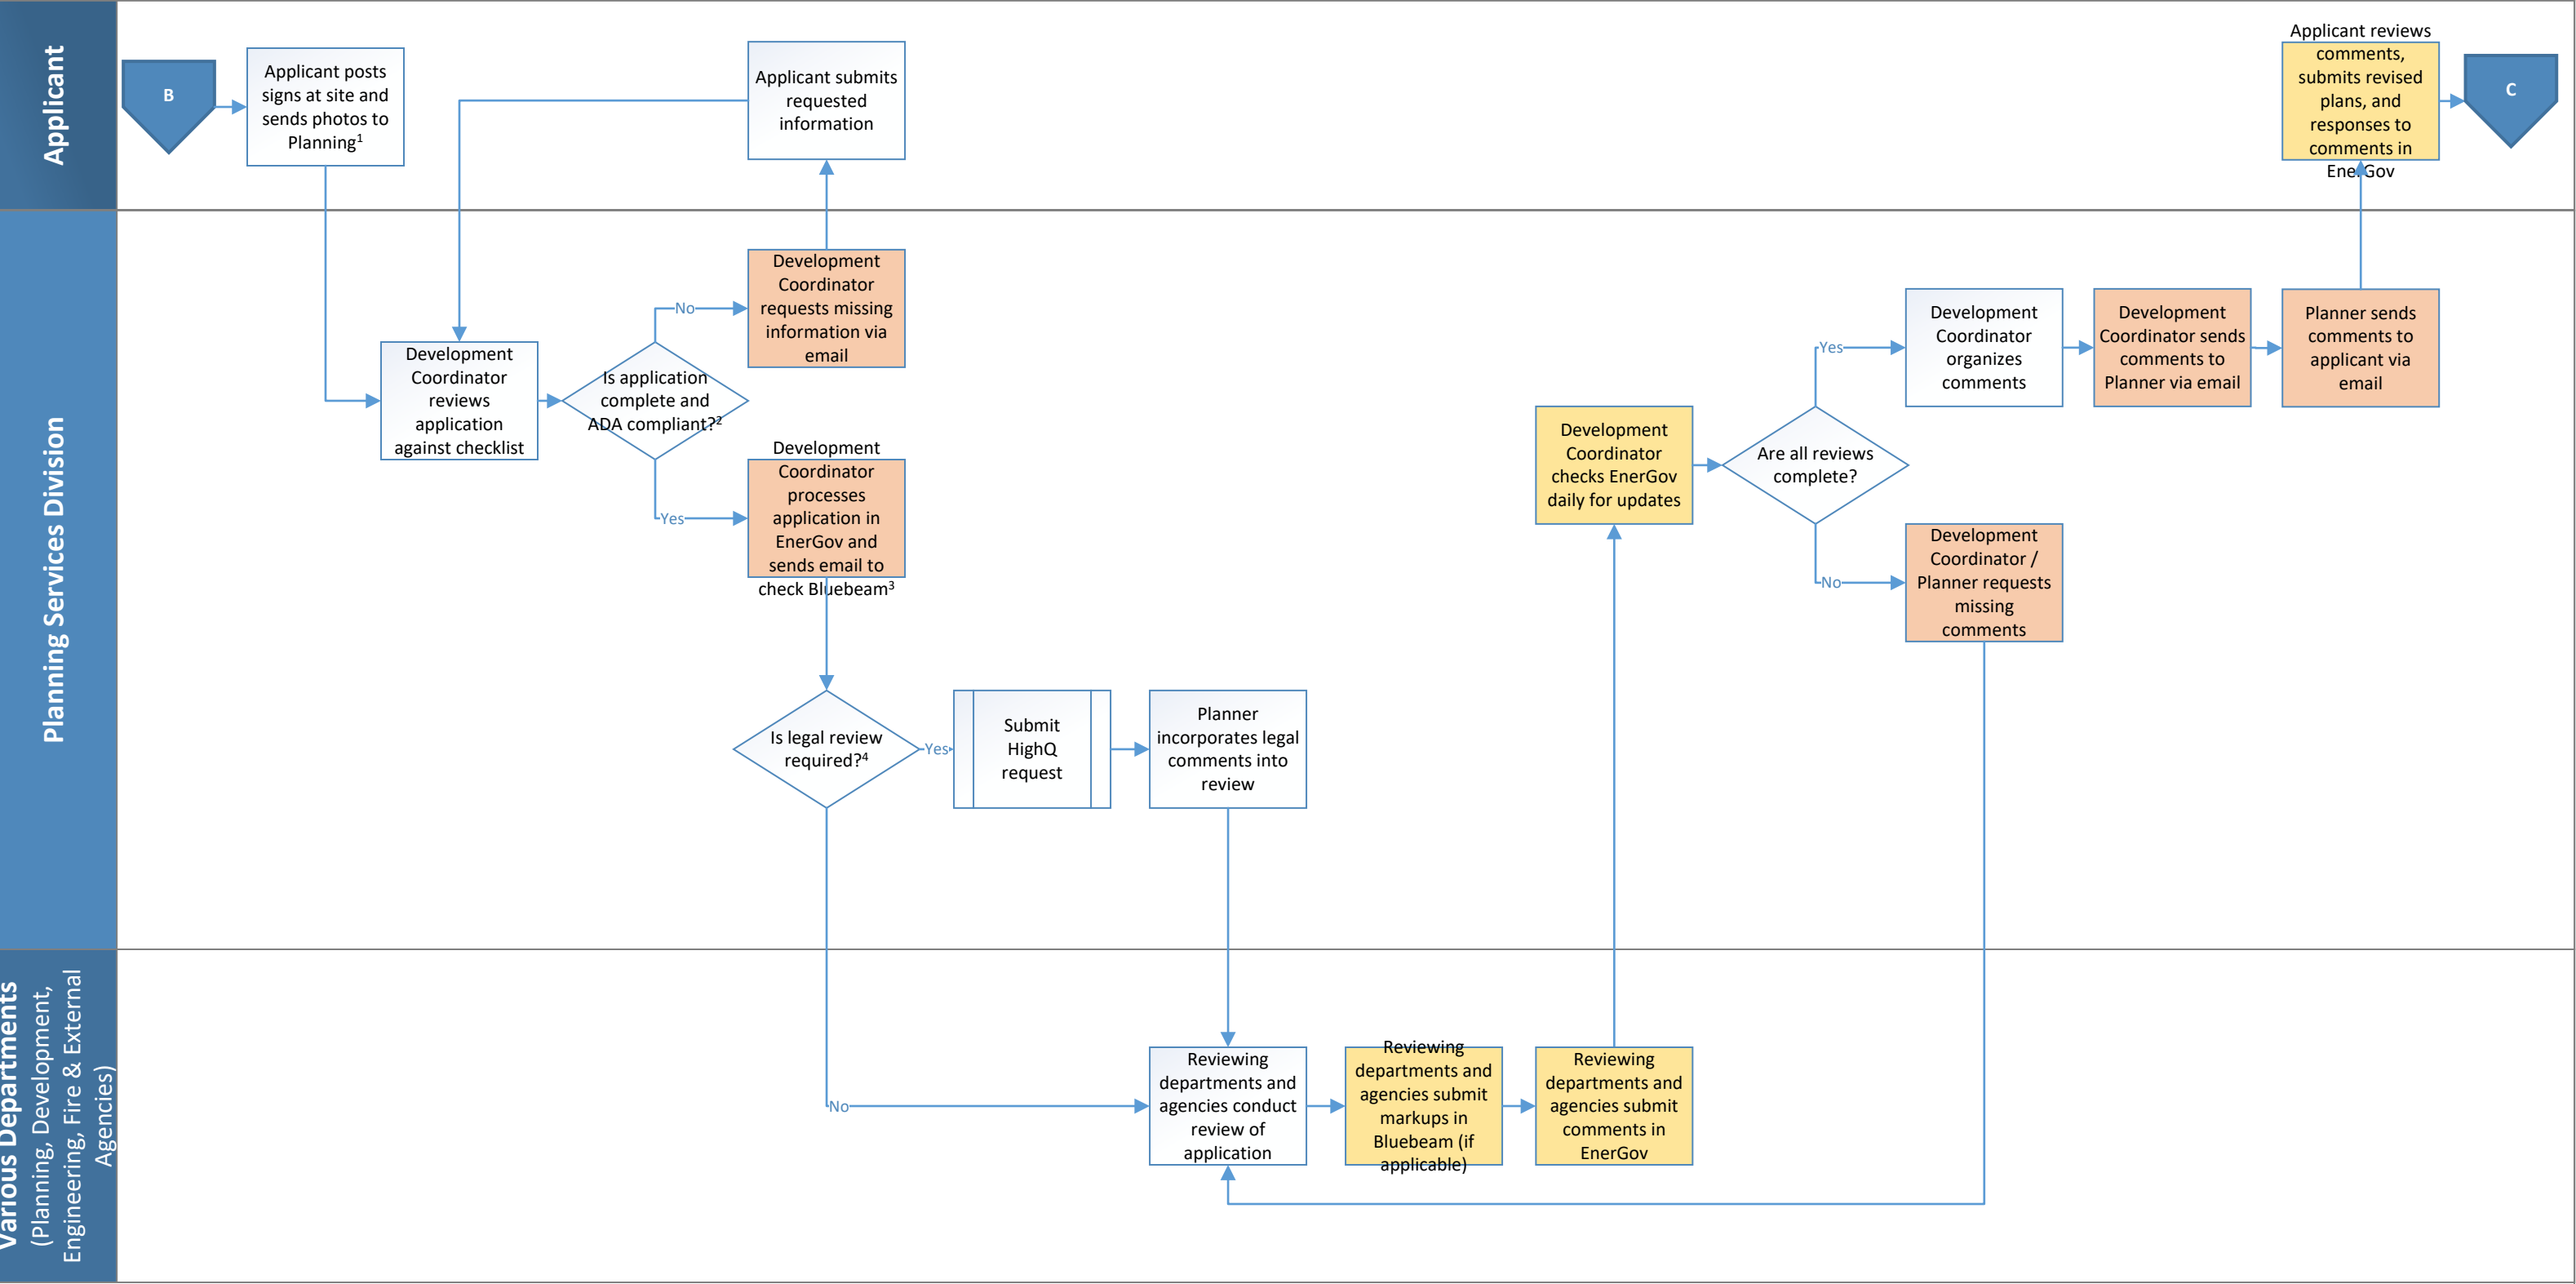 Applicant
B
Applicant posts
signs at site and
sends photos to
Planning¹
Applicant submits
requested
information
Applicant reviews
comments,
submits revised
plans, and
responses to
comments in
EnerGov
C
Planning Services Division
Development
Coordinator
reviews
application
against checklist
Is application
complete and
ADA compliant?²
No
Development
Coordinator
requests missing
information via
email
Yes
Development
Coordinator
processes
application in
EnerGov and
sends email to
check Bluebeam³
Is legal review
required?⁴
Yes
Submit
HighQ
request
Planner
incorporates legal
comments into
review
No
Development
Coordinator
checks EnerGov
daily for updates
Are all reviews
complete?
Yes
Development
Coordinator
organizes
comments
Development
Coordinator sends
comments to
Planner via email
Planner sends
comments to
applicant via
email
No
Development
Coordinator /
Planner requests
missing
comments
Various Departments
(Planning, Development,
Engineering, Fire & External
Agencies)
Reviewing
departments and
agencies conduct
review of
application
Reviewing
departments and
agencies submit
markups in
Bluebeam (if
applicable)
Reviewing
departments and
agencies submit
comments in
EnerGov